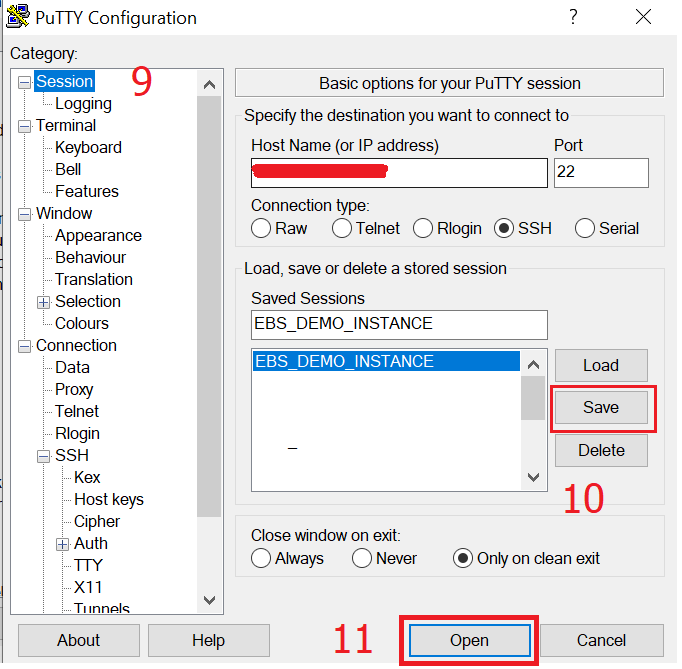 PuTTY Configuration ?
Category:
Session 9
Logging
Terminal
Keyboard
Bell
Features
Window
Appearance
Behaviour
Translation
Selection
Colours
Connection
Data
Proxy
Telnet
Rlogin
SSH
Kex
Host keys
Cipher
Auth
TTY
X11
Tunnels
Basic options for your PuTTY session
Specify the destination you want to connect to
Host Name (or IP address) Port
22
Connection type:
Raw Telnet Rlogin SSH Serial
Load, save or delete a stored session
Saved Sessions
EBS_DEMO_INSTANCE
EBS_DEMO_INSTANCE
Load
Save
Delete
10
Close window on exit:
Always Never Only on clean exit
About Help 11 Open Cancel